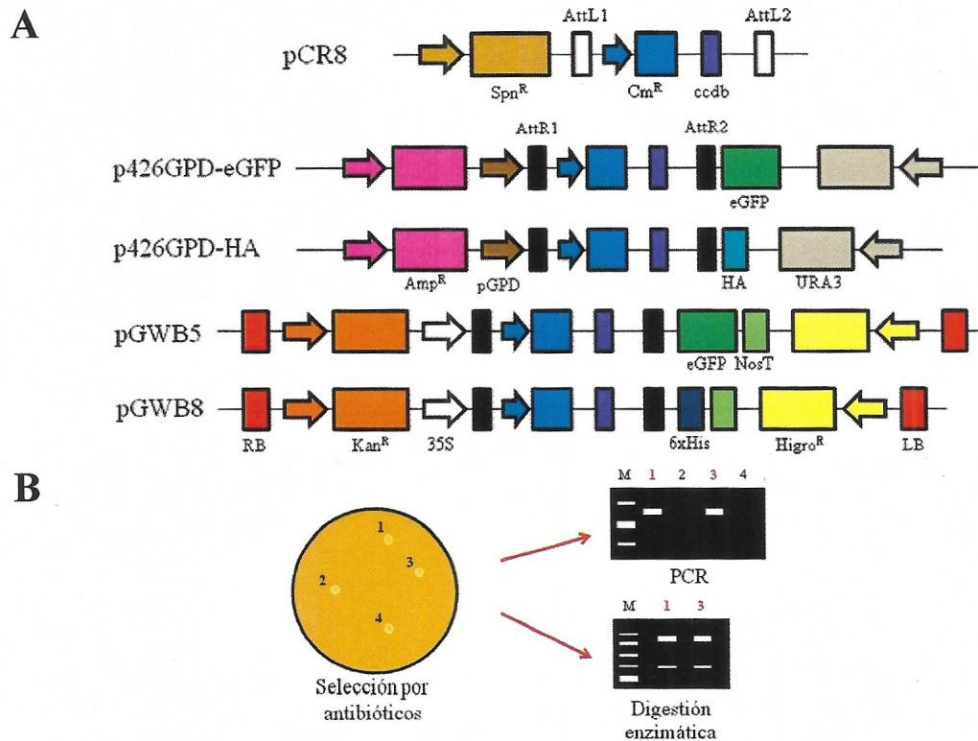 A
AttL1 AttL2
pCR8
Spn^R Cm^R ccdb
AttR1 AttR2
p426GPD-eGFP
eGFP
p426GPD-HA
Amp^R pGPD HA URA3
pGWB5
eGFP NosT
pGWB8
RB Kan^R 35S 6xHis Higro^R LB
B
M 1 2 3 4
1
3
2
4
PCR
M 1 3
Selección por
antibióticos
Digestión
enzimática